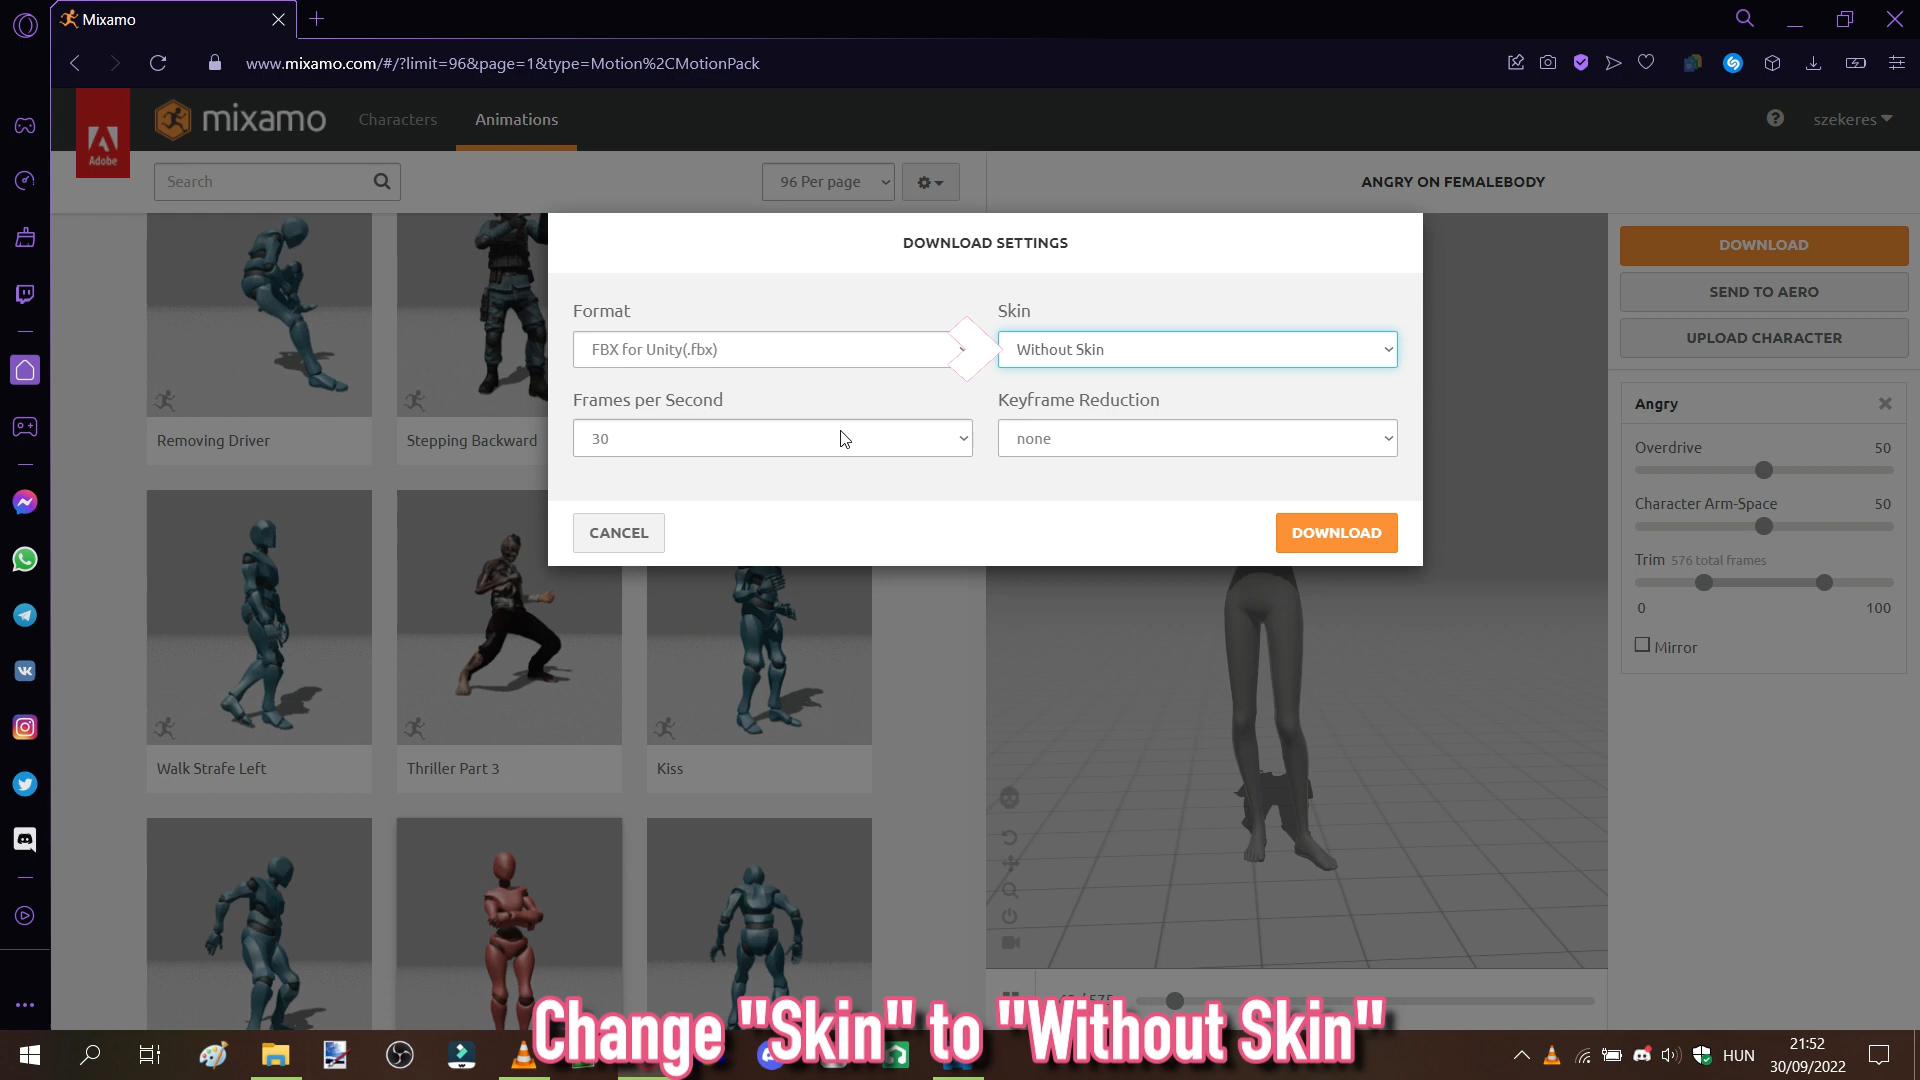 Mixamo
www.mixamo.com/#/?limit=96&page=1&type=Motion%2CMotionPack
Adobe
mixamo
Characters
Animations
szekeres
Search
96 Per page
ANGRY ON FEMALEBODY
DOWNLOAD SETTINGS
Format
Skin
FBX for Unity(.fbx)
Without Skin
Frames per Second
Keyframe Reduction
30
none
CANCEL
DOWNLOAD
DOWNLOAD
SEND TO AERO
UPLOAD CHARACTER
Angry
Overdrive 50
Character Arm-Space 50
Trim 576 total frames
0 100
Mirror
Removing Driver
Stepping Backward
Walk Strafe Left
Thriller Part 3
Kiss
Change "Skin" to "Without Skin"
HUN
21:52
30/09/2022